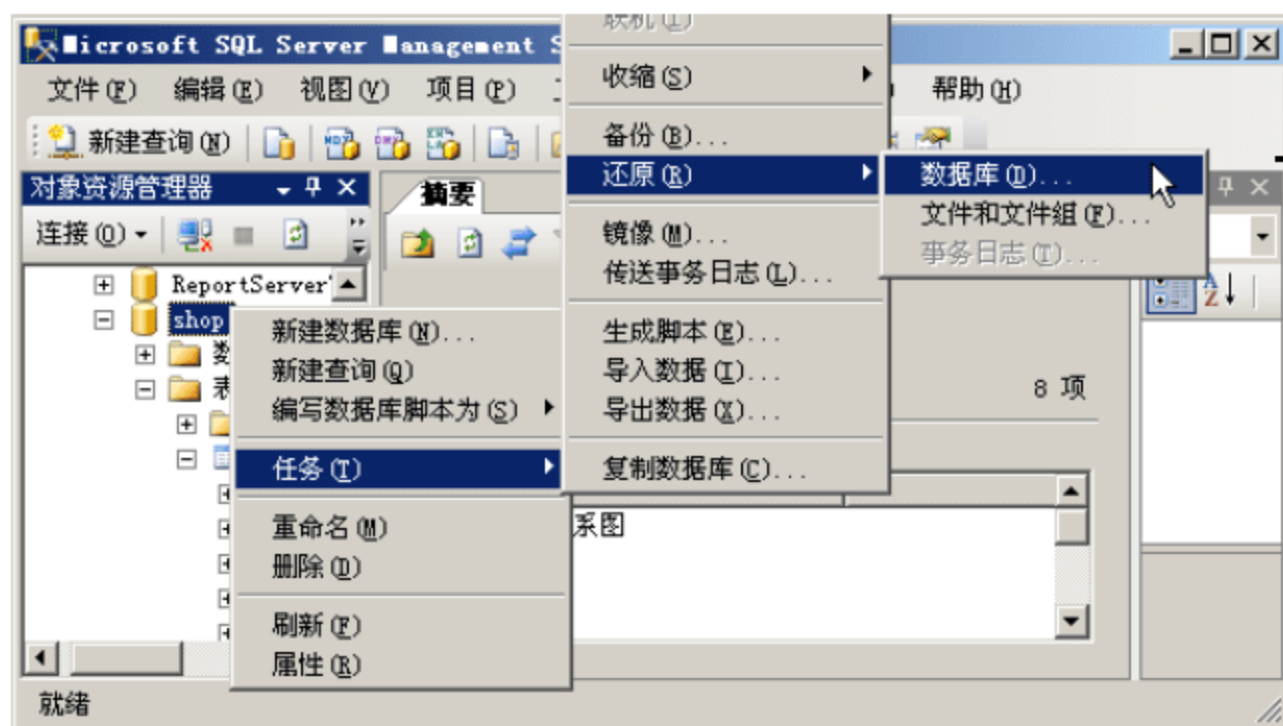 Microsoft SQL Server Management S
文件(F) 编辑(E) 视图(V) 项目(P) 帮助(H)
新建查询(N)
对象资源管理器
摘要
连接(O)
ReportServer
shop
表
8 项
系图
新建数据库(N)...
新建查询(Q)
编写数据库脚本为(S)
任务(T)
重命名(M)
删除(D)
刷新(F)
属性(R)
联机(I)
收缩(S)
备份(B)...
还原(R)
镜像(M)...
传送事务日志(L)...
生成脚本(E)...
导入数据(I)...
导出数据(X)...
复制数据库(C)...
数据库(D)...
文件和文件组(F)...
事务日志(T)...
就绪